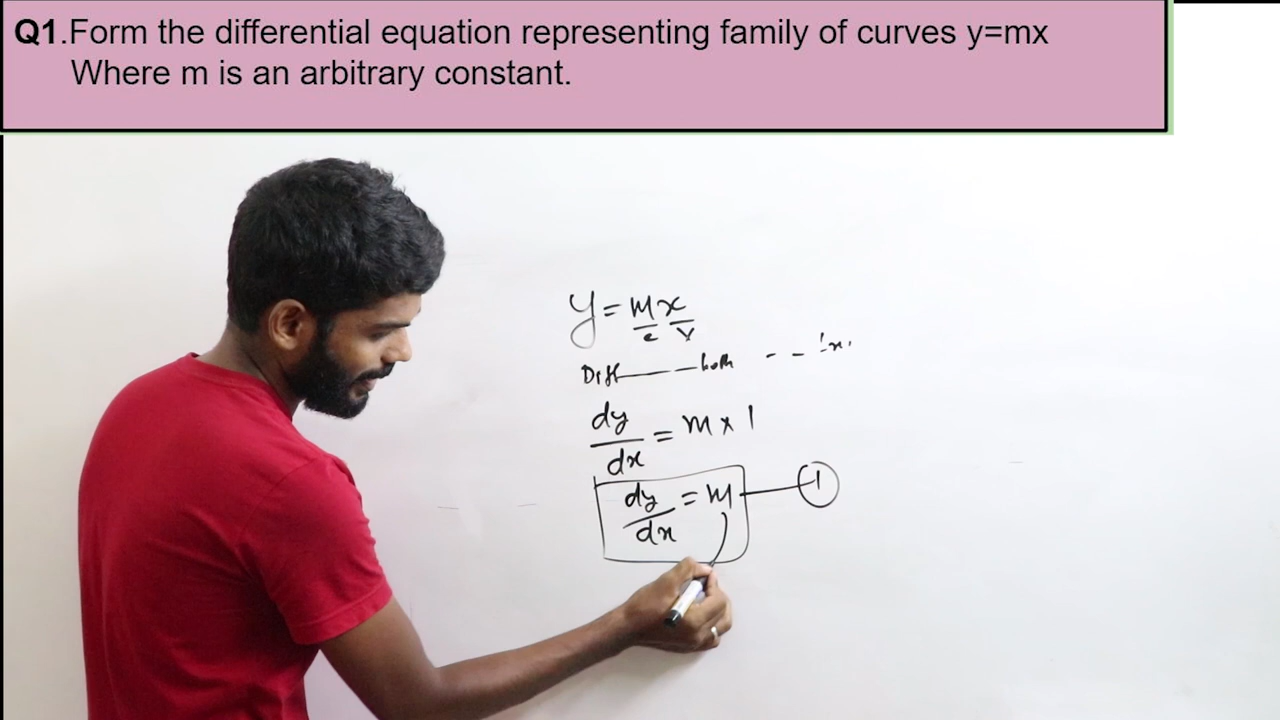 Q1.Form the differential equation representing family of curves y=mx
Where m is an arbitrary constant.
y = mx
c v
Diff both
dy/dx = m x 1
dy/dx = m 1